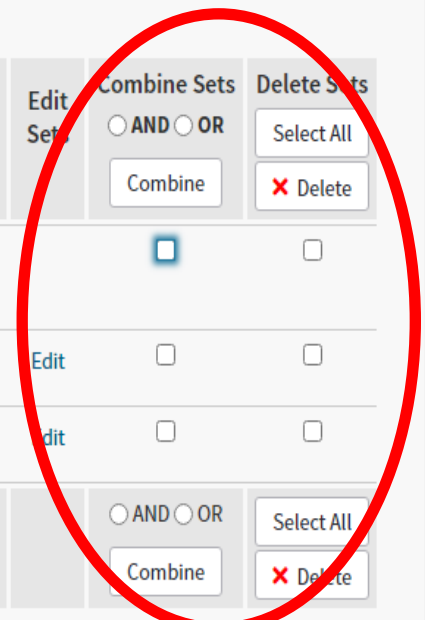 Edit Sets
Combine Sets
AND OR
Combine
Delete Sets
Select All
Delete
Edit
Edit
AND OR
Combine
Select All
Delete